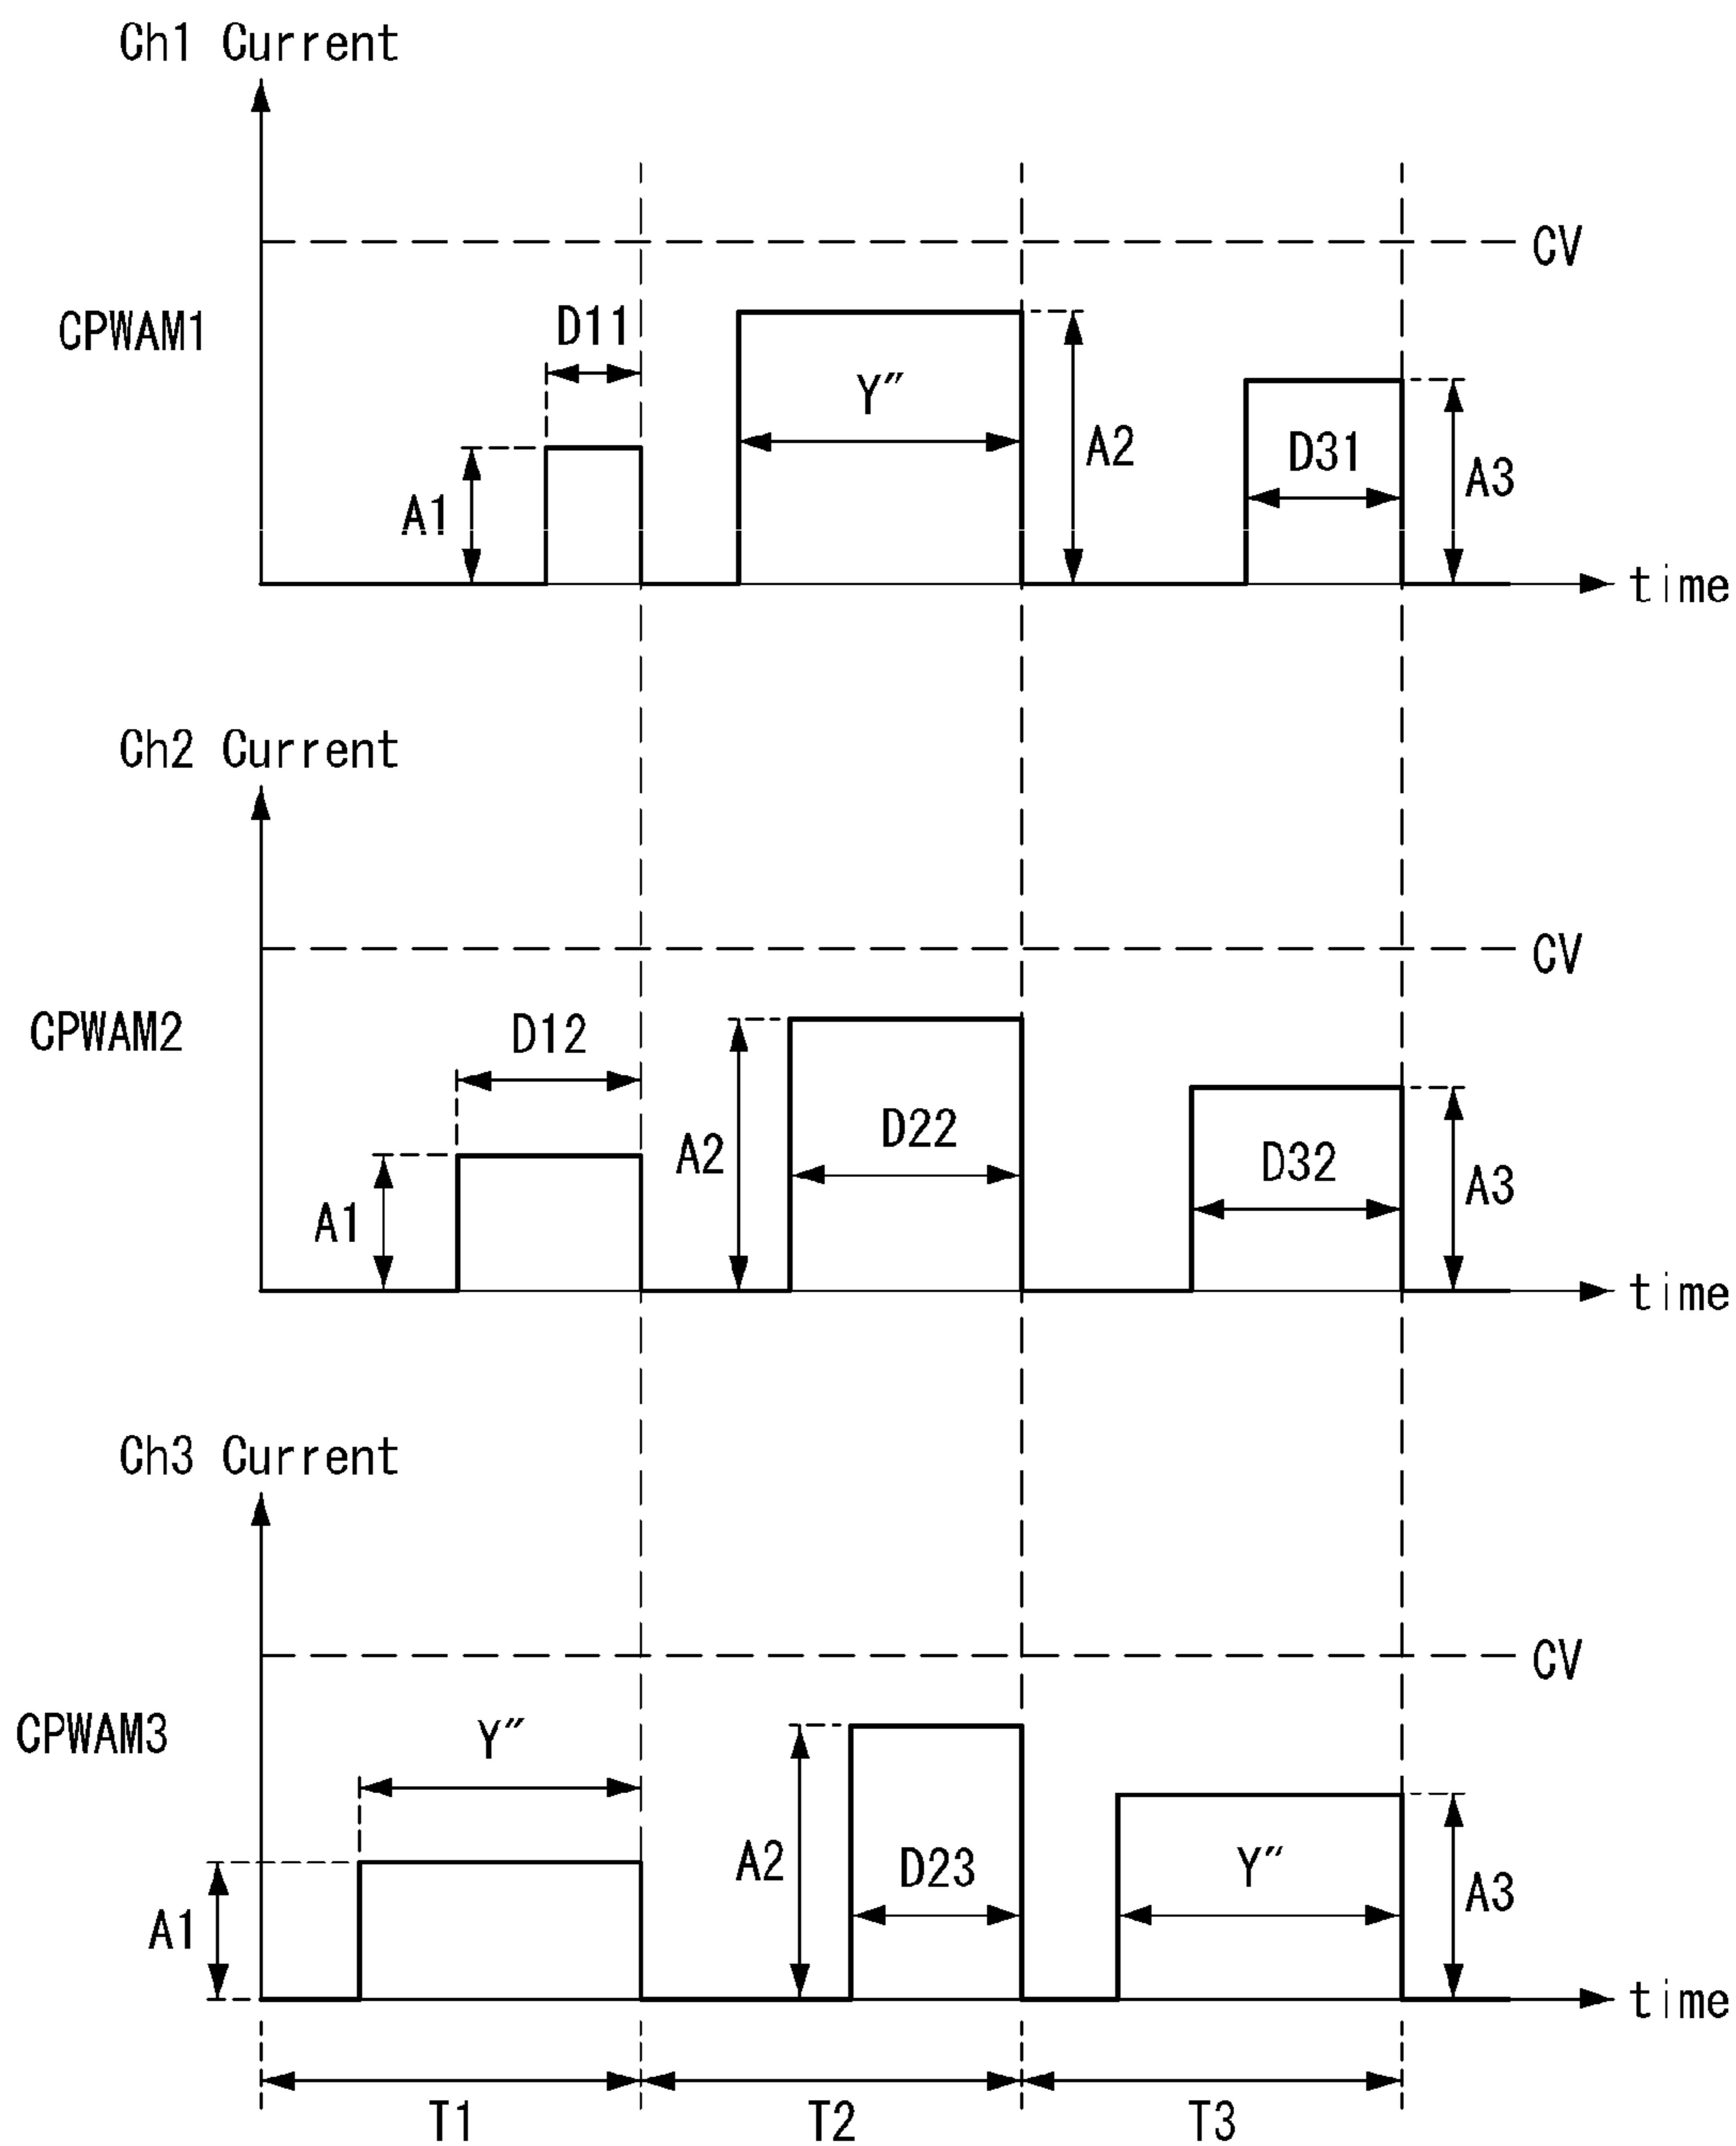 Ch1 Current
CV
CPWAM1
D11
Y"
A2
D31
A3
A1
time
Ch2 Current
CV
CPWAM2
D12
A2
D22
D32
A3
A1
time
Ch3 Current
CV
CPWAM3
Y"
A2
D23
Y"
A3
A1
time
T1
T2
T3